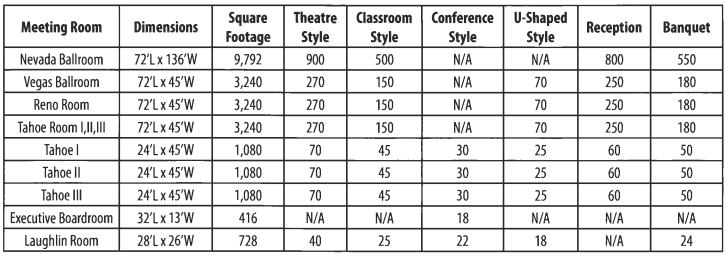 Meeting Room | Dimensions | Square Footage | Theatre Style | Classroom Style | Conference Style | U-Shaped Style | Reception | Banquet
Nevada Ballroom | 72'L x 136'W | 9,792 | 900 | 500 | N/A | N/A | 800 | 550
Vegas Ballroom | 72'L x 45'W | 3,240 | 270 | 150 | N/A | 70 | 250 | 180
Reno Room | 72'L x 45'W | 3,240 | 270 | 150 | N/A | 70 | 250 | 180
Tahoe Room I,II,III | 72'L x 45'W | 3,240 | 270 | 150 | N/A | 70 | 250 | 180
Tahoe I | 24'L x 45'W | 1,080 | 70 | 45 | 30 | 25 | 60 | 50
Tahoe II | 24'L x 45'W | 1,080 | 70 | 45 | 30 | 25 | 60 | 50
Tahoe III | 24'L x 45'W | 1,080 | 70 | 45 | 30 | 25 | 60 | 50
Executive Boardroom | 32'L x 13'W | 416 | N/A | N/A | 18 | N/A | N/A | N/A
Laughlin Room | 28'L x 26'W | 728 | 40 | 25 | 22 | 18 | N/A | 24